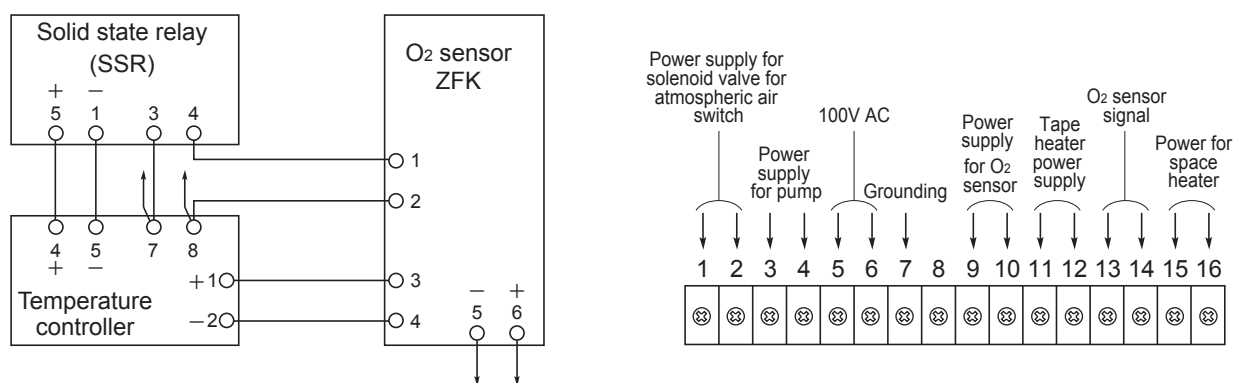 Solid state relay
(SSR)
+ −
5 1 3 4
4 5 7 8
+ −
+1
−2
Temperature
controller
O2 sensor
ZFK
1
2
3
4
− +
5 6
Power supply for
solenoid valve for
atmospheric air
switch
Power
supply
for pump
100V AC
Grounding
Power
supply
for O2
sensor
Tape
heater
power
supply
O2 sensor
signal
Power for
space
heater
1 2 3 4 5 6 7 8 9 10 11 12 13 14 15 16